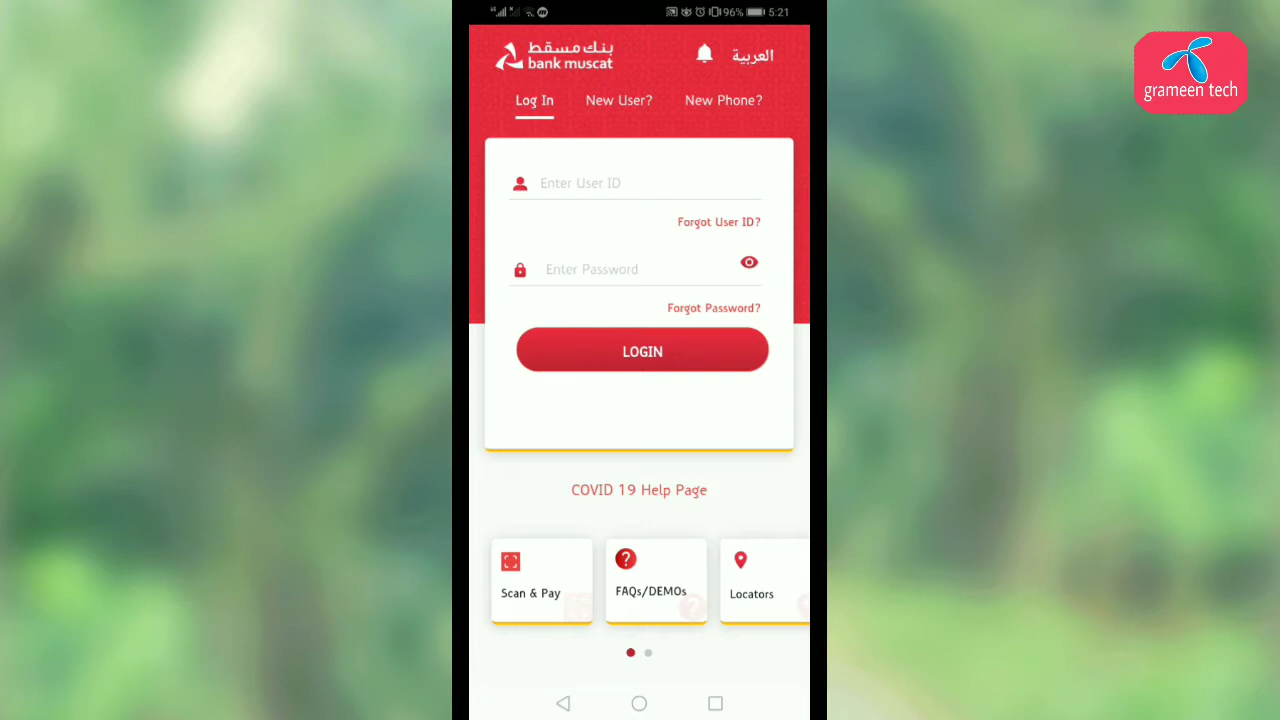 96% 5:21
بنك مسقط
bank muscat
العربية
Log In New User? New Phone?
Enter User ID
Forgot User ID?
Enter Password
Forgot Password?
LOGIN
COVID 19 Help Page
Scan & Pay
FAQs/DEMOs
Locators
grameen tech